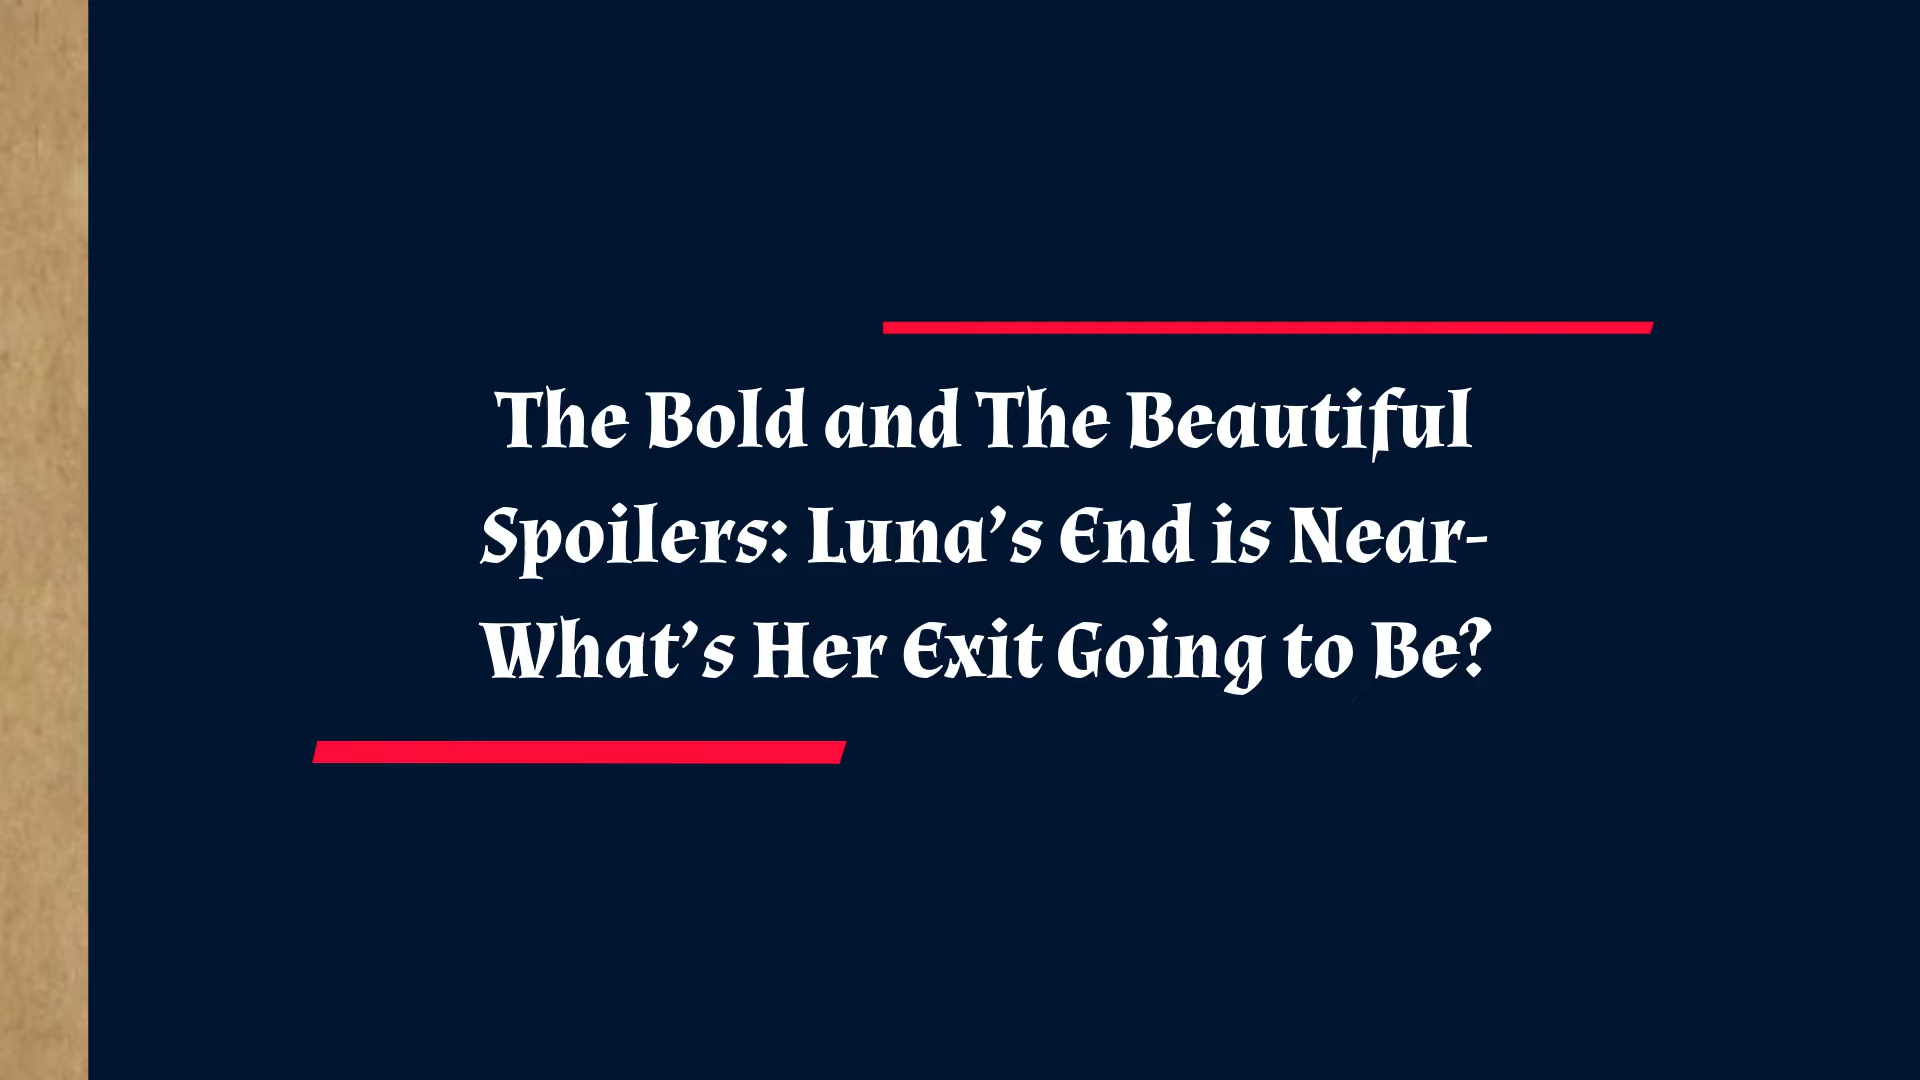 The Bold and The Beautiful
Spoilers: Luna’s End is Near-
What’s Her Exit Going to Be?